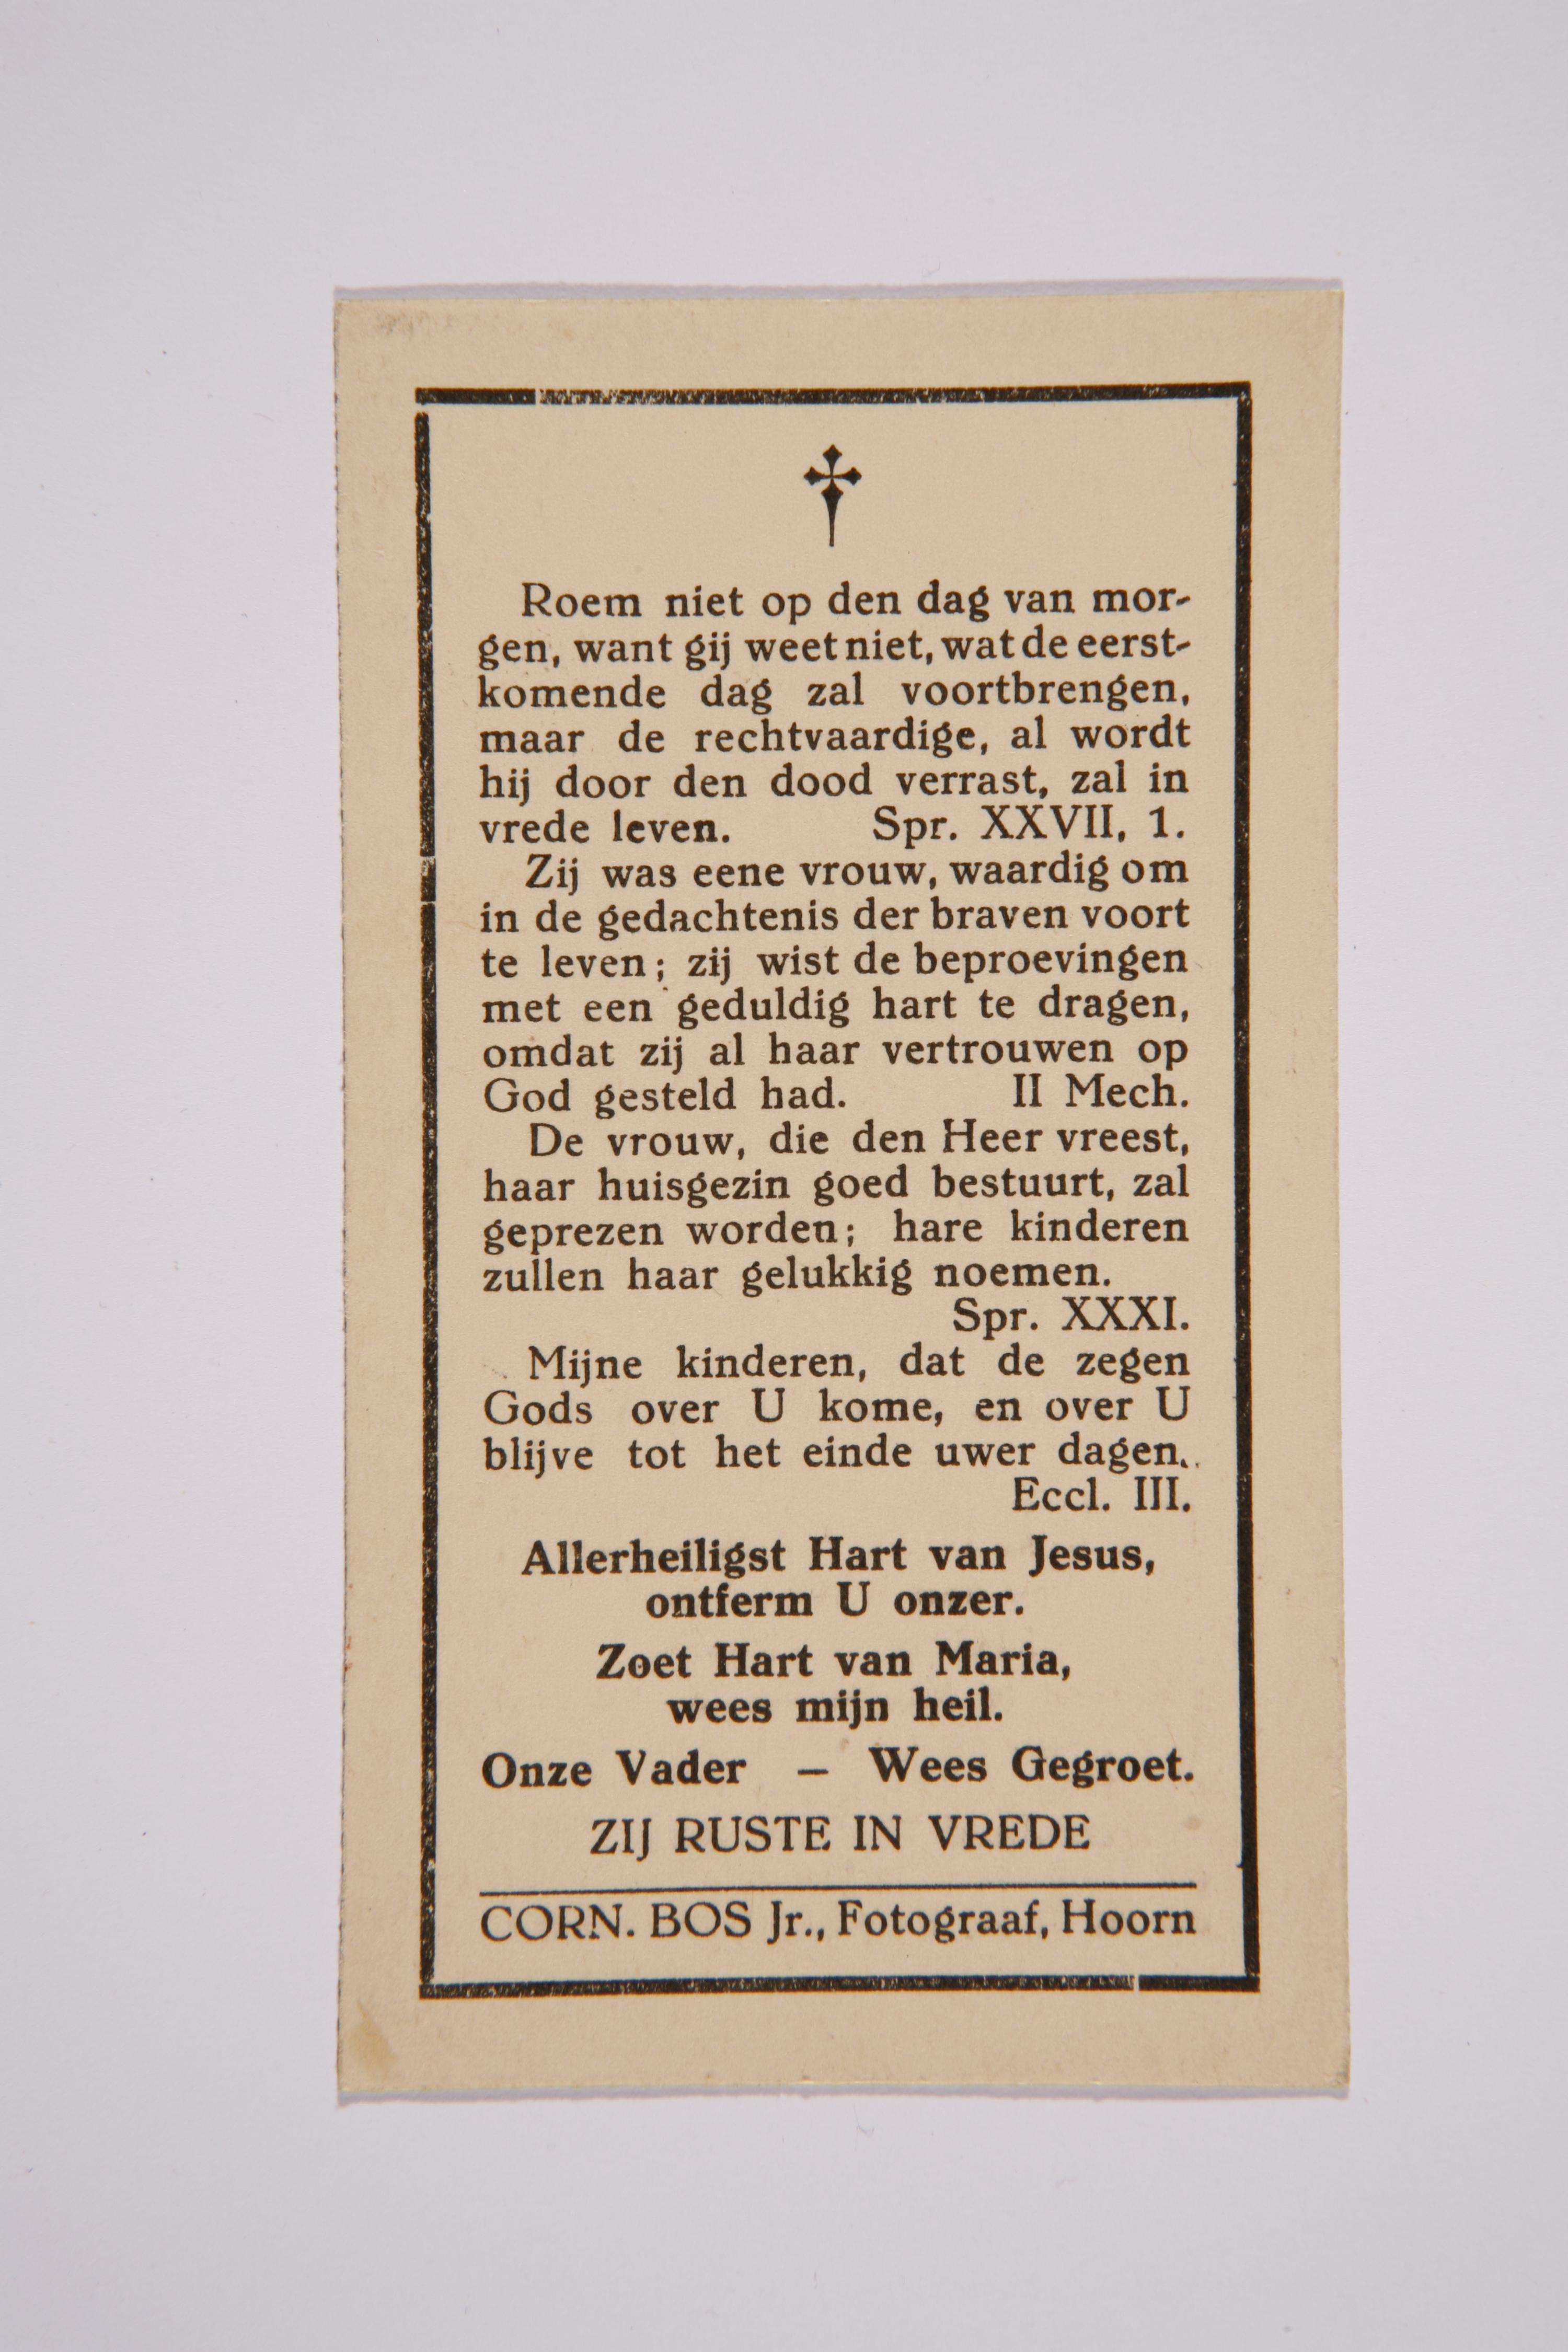 Roem niet op den dag van mor-
gen, want gij weet niet, wat de eerst-
komende dag zal voortbrengen,
maar de rechtvaardige, al wordt
hij door den dood verrast, zal in
vrede leven. Spr. XXVII, 1.
Zij was eene vrouw, waardig om
in de gedachtenis der braven voort
te leven; zij wist de beproevingen
met een geduldig hart te dragen,
omdat zij al haar vertrouwen op
God gesteld had. II Mech.
De vrouw, die den Heer vreest,
haar huisgezin goed bestuurt, zal
geprezen worden; hare kinderen
zullen haar gelukkig noemen.
Spr. XXXI.
Mijne kinderen, dat de zegen
Gods over U kome, en over U
blijve tot het einde uwer dagen.
Eccl. III.
Allerheiligst Hart van Jesus,
ontferm U onzer.
Zoet Hart van Maria,
wees mijn heil.
Onze Vader – Wees Gegroet.
ZIJ RUSTE IN VREDE
CORN. BOS Jr., Fotograaf, Hoorn